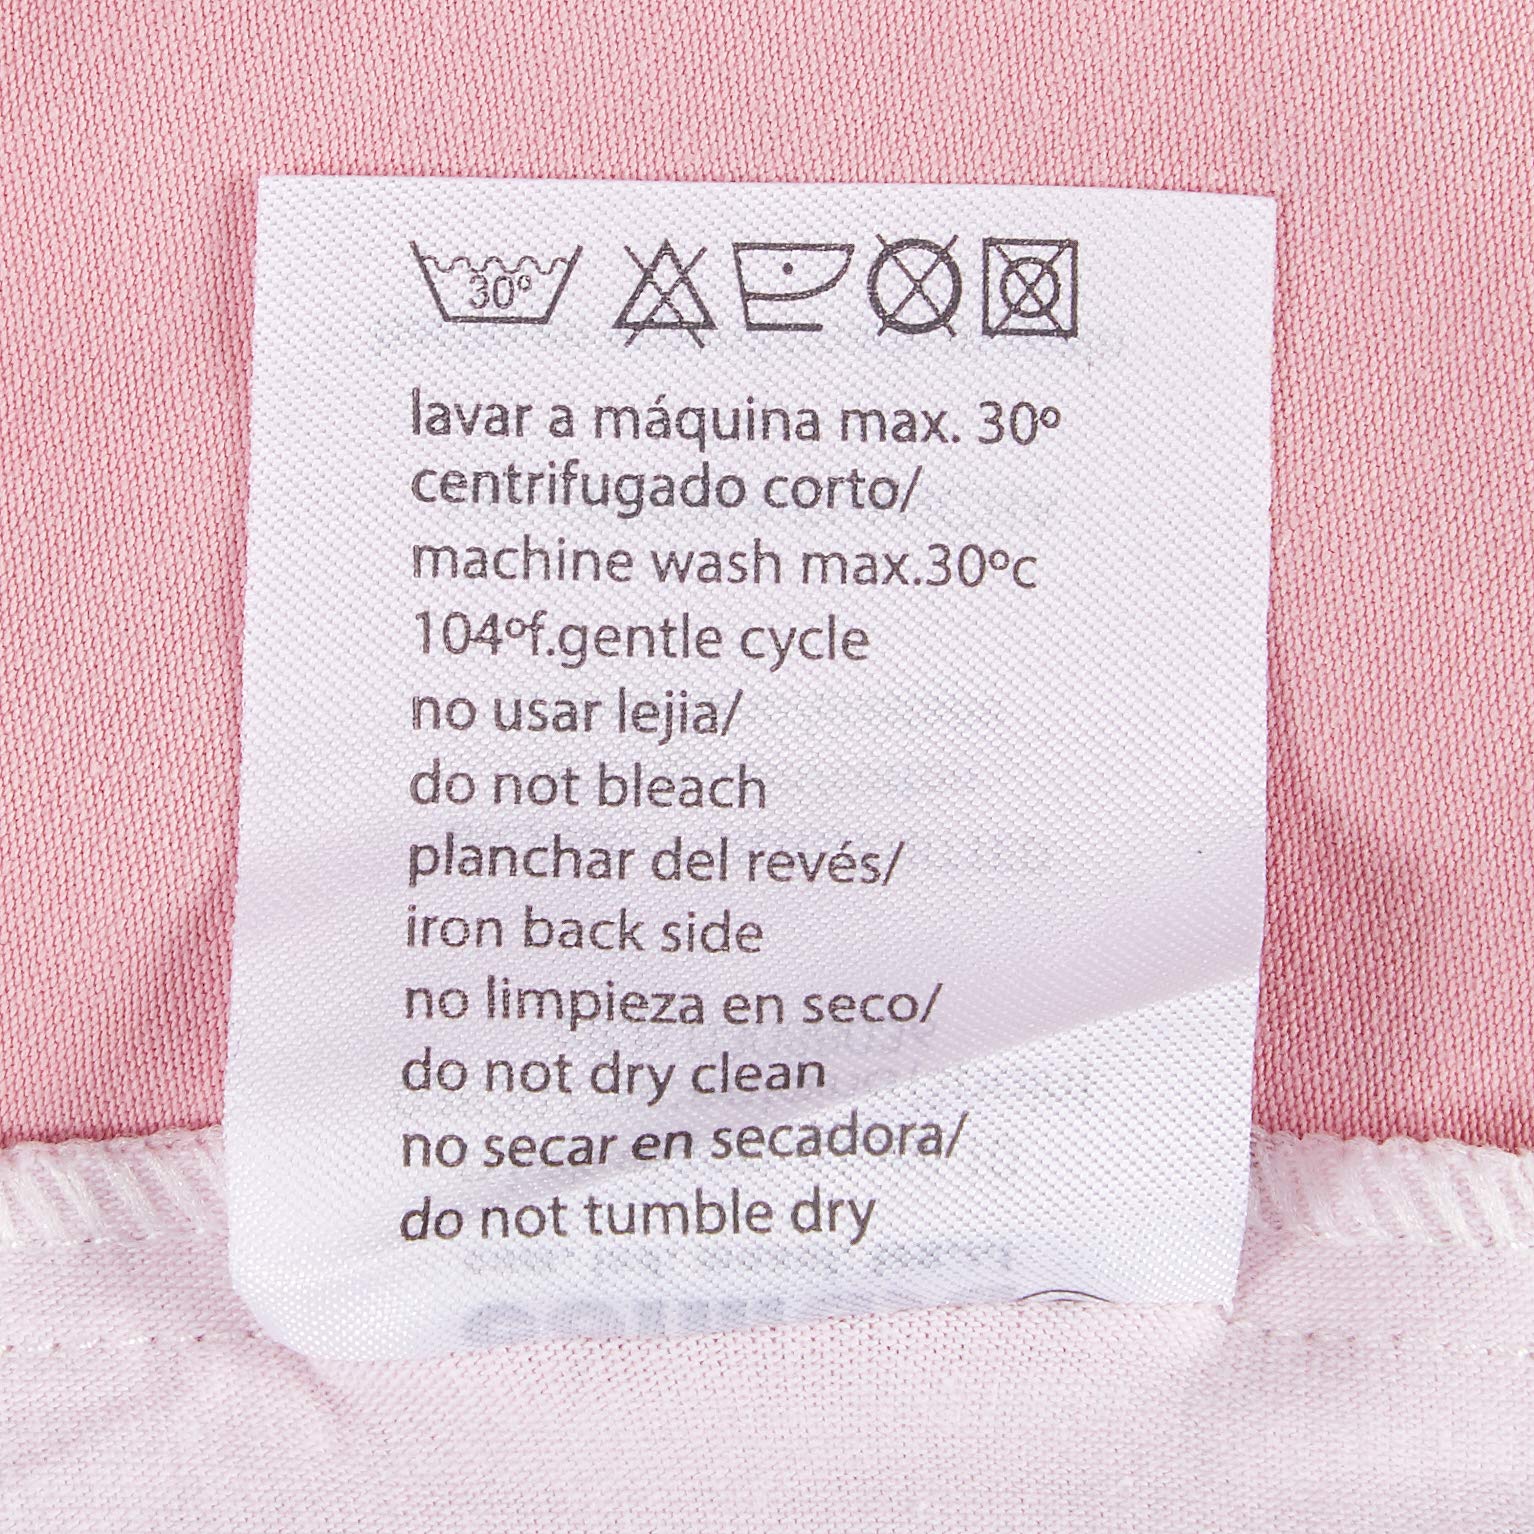 30º
lavar a máquina max. 30º
centrifugado corto/
machine wash max.30ºc
104ºf.gentle cycle
no usar lejia/
do not bleach
planchar del revés/
iron back side
no limpieza en seco/
do not dry clean
no secar en secadora/
do not tumble dry